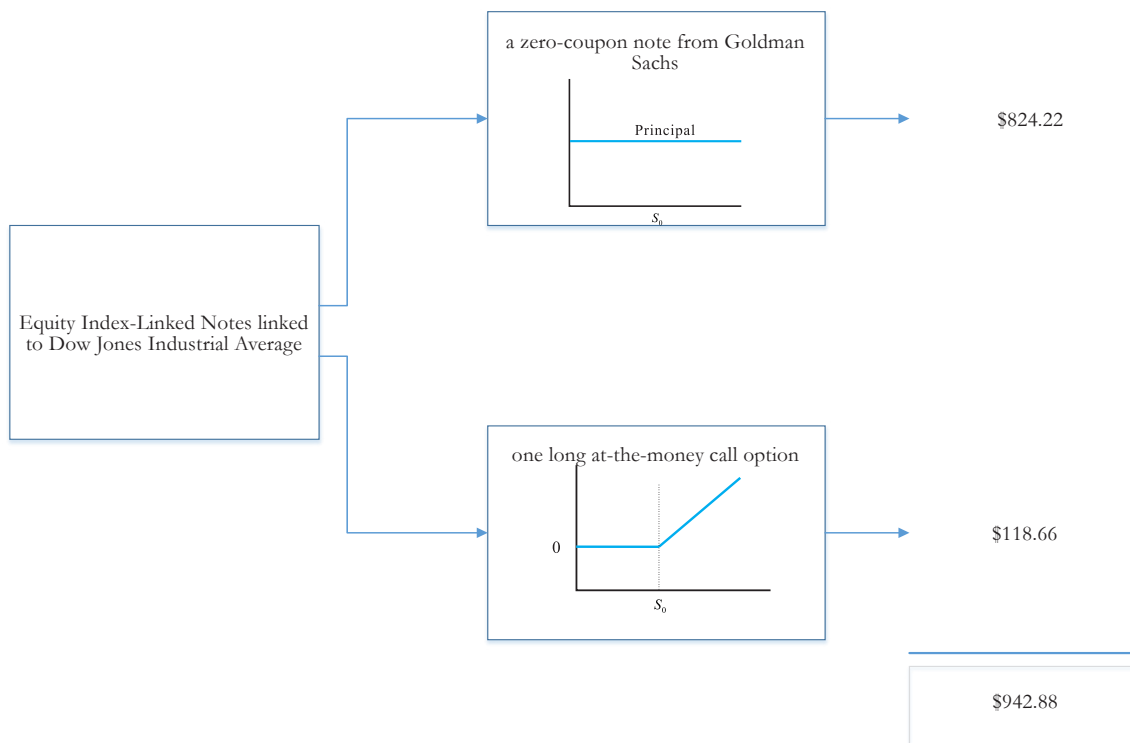 a zero-coupon note from Goldman
Sachs
Principal
S₀
$824.22
Equity Index-Linked Notes linked
to Dow Jones Industrial Average
one long at-the-money call option
0
S₀
$118.66
$942.88